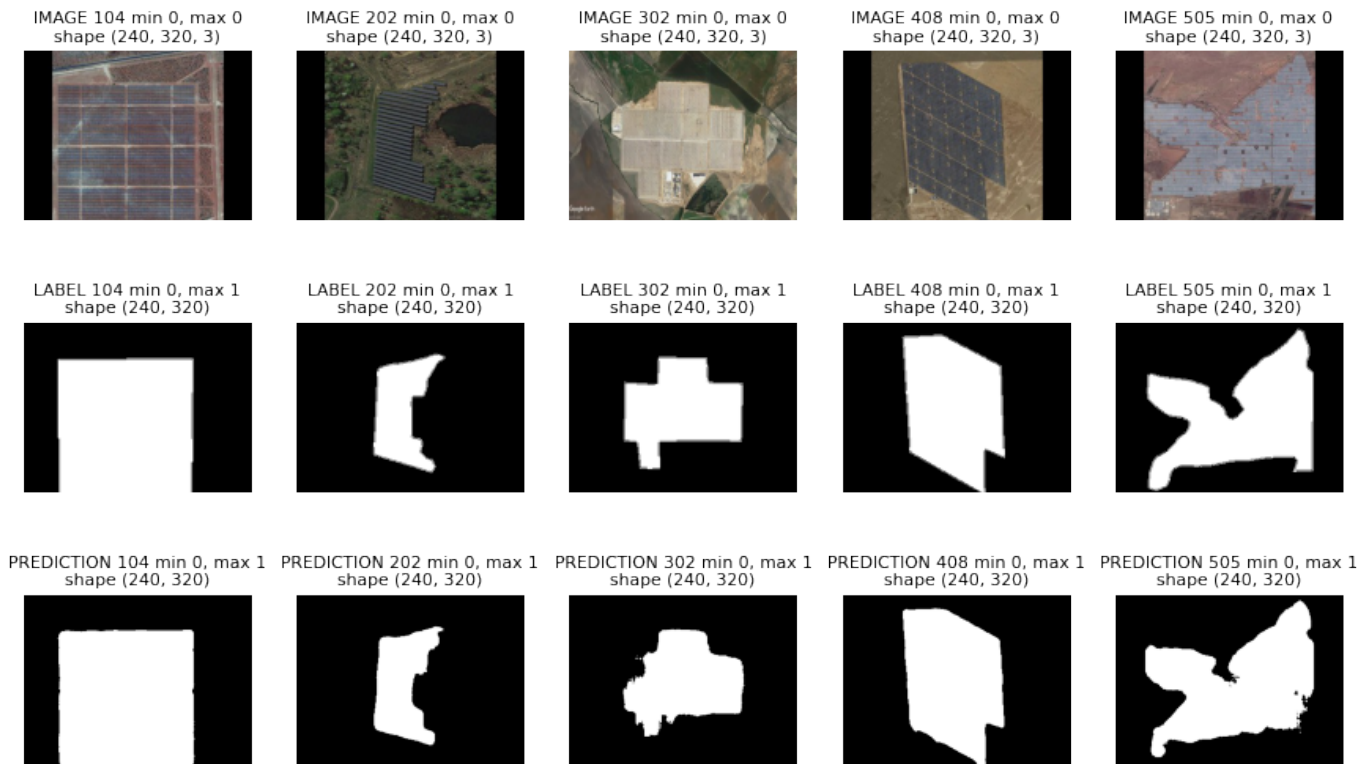 IMAGE 104 min 0, max 0
shape (240, 320, 3)
IMAGE 202 min 0, max 0
shape (240, 320, 3)
IMAGE 302 min 0, max 0
shape (240, 320, 3)
IMAGE 408 min 0, max 0
shape (240, 320, 3)
IMAGE 505 min 0, max 0
shape (240, 320, 3)
Google Earth
LABEL 104 min 0, max 1
shape (240, 320)
LABEL 202 min 0, max 1
shape (240, 320)
LABEL 302 min 0, max 1
shape (240, 320)
LABEL 408 min 0, max 1
shape (240, 320)
LABEL 505 min 0, max 1
shape (240, 320)
PREDICTION 104 min 0, max 1
shape (240, 320)
PREDICTION 202 min 0, max 1
shape (240, 320)
PREDICTION 302 min 0, max 1
shape (240, 320)
PREDICTION 408 min 0, max 1
shape (240, 320)
PREDICTION 505 min 0, max 1
shape (240, 320)